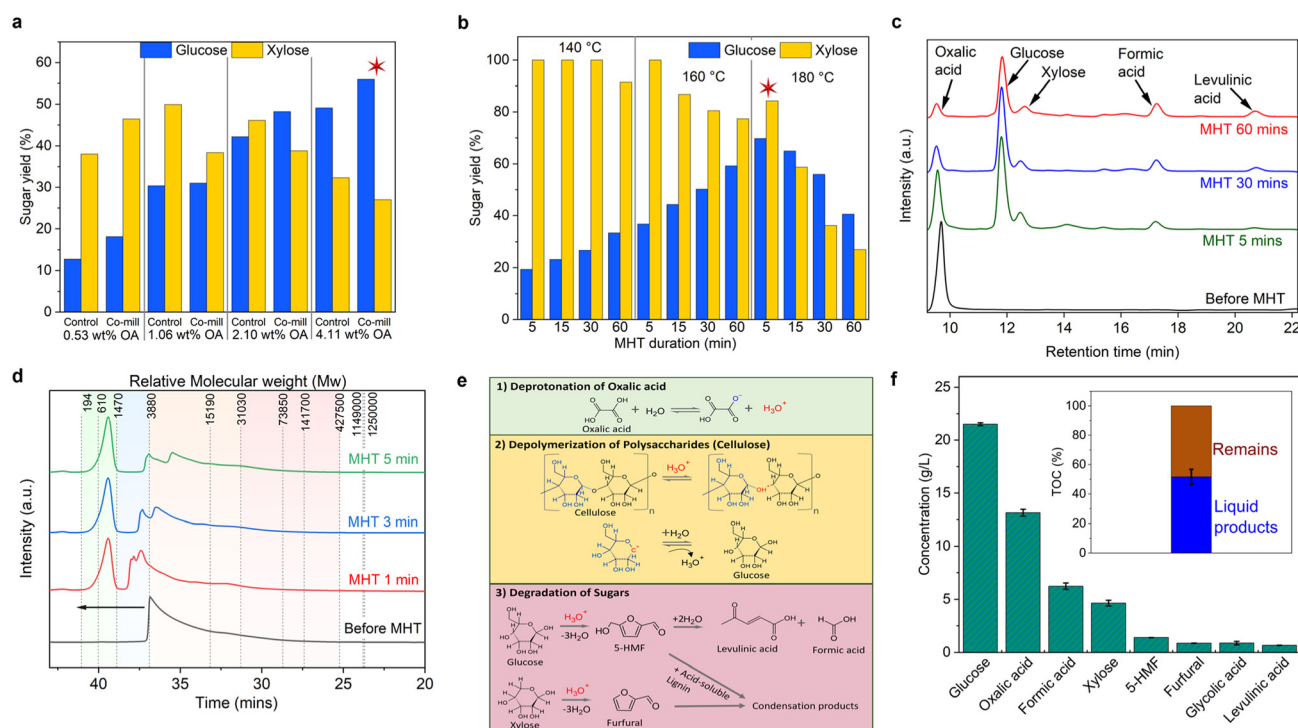 a
Glucose Xylose
Sugar yield (%)
60
50
40
30
20
10
0
Control Co-mill Control Co-mill Control Co-mill Control Co-mill
0.53 wt% OA 1.06 wt% OA 2.10 wt% OA 4.11 wt% OA
b
Glucose Xylose
140 °C
160 °C 180 °C
Sugar yield (%)
100
80
60
40
20
0
5 15 30 60 5 15 30 60 5 15 30 60
MHT duration (min)
c
Oxalic acid
Glucose
Xylose
Formic acid
Levulinic acid
MHT 60 mins
MHT 30 mins
MHT 5 mins
Before MHT
Intensity (a.u.)
10 12 14 16 18 20 22
Retention time (min)
d
Relative Molecular weight (Mw)
194 610 1470 3880 15190 31030 73850 141700 427500 1149000 1250000
MHT 5 min
MHT 3 min
MHT 1 min
Before MHT
Intensity (a.u.)
40 35 30 25 20
Time (mins)
e
1) Deprotonation of Oxalic acid
+ H₂O + H₃O⁺
Oxalic acid
2) Depolymerization of Polysaccharides (Cellulose)
H₃O⁺
Cellulose
n n
+H₂O
H₃O⁺
Glucose
3) Degradation of Sugars
H₃O⁺
-3H₂O
+2H₂O
+
Glucose
5-HMF
Levulinic acid
Formic acid
+ Acid-soluble
Lignin
H₃O⁺
-3H₂O
Xylose
Furfural
Condensation products
f
Concentration (g/L)
25
20
15
10
5
0
Glucose
Oxalic acid
Formic acid
Xylose
5-HMF
Furfural
Glycolic acid
Levulinic acid
TOC (%)
100
80
60
40
20
0
Remains
Liquid
products